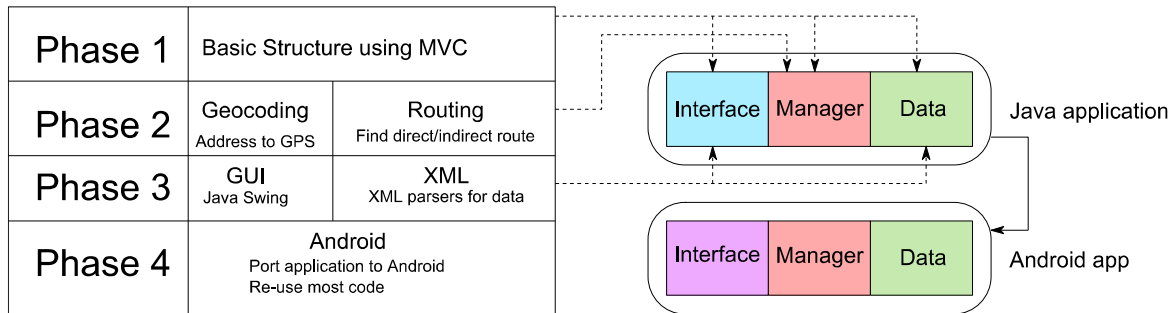 Phase 1
Basic Structure using MVC
Phase 2
Geocoding
Address to GPS
Routing
Find direct/indirect route
Phase 3
GUI
Java Swing
XML
XML parsers for data
Phase 4
Android
Port application to Android
Re-use most code
Interface
Manager
Data
Java application
Interface
Manager
Data
Android app